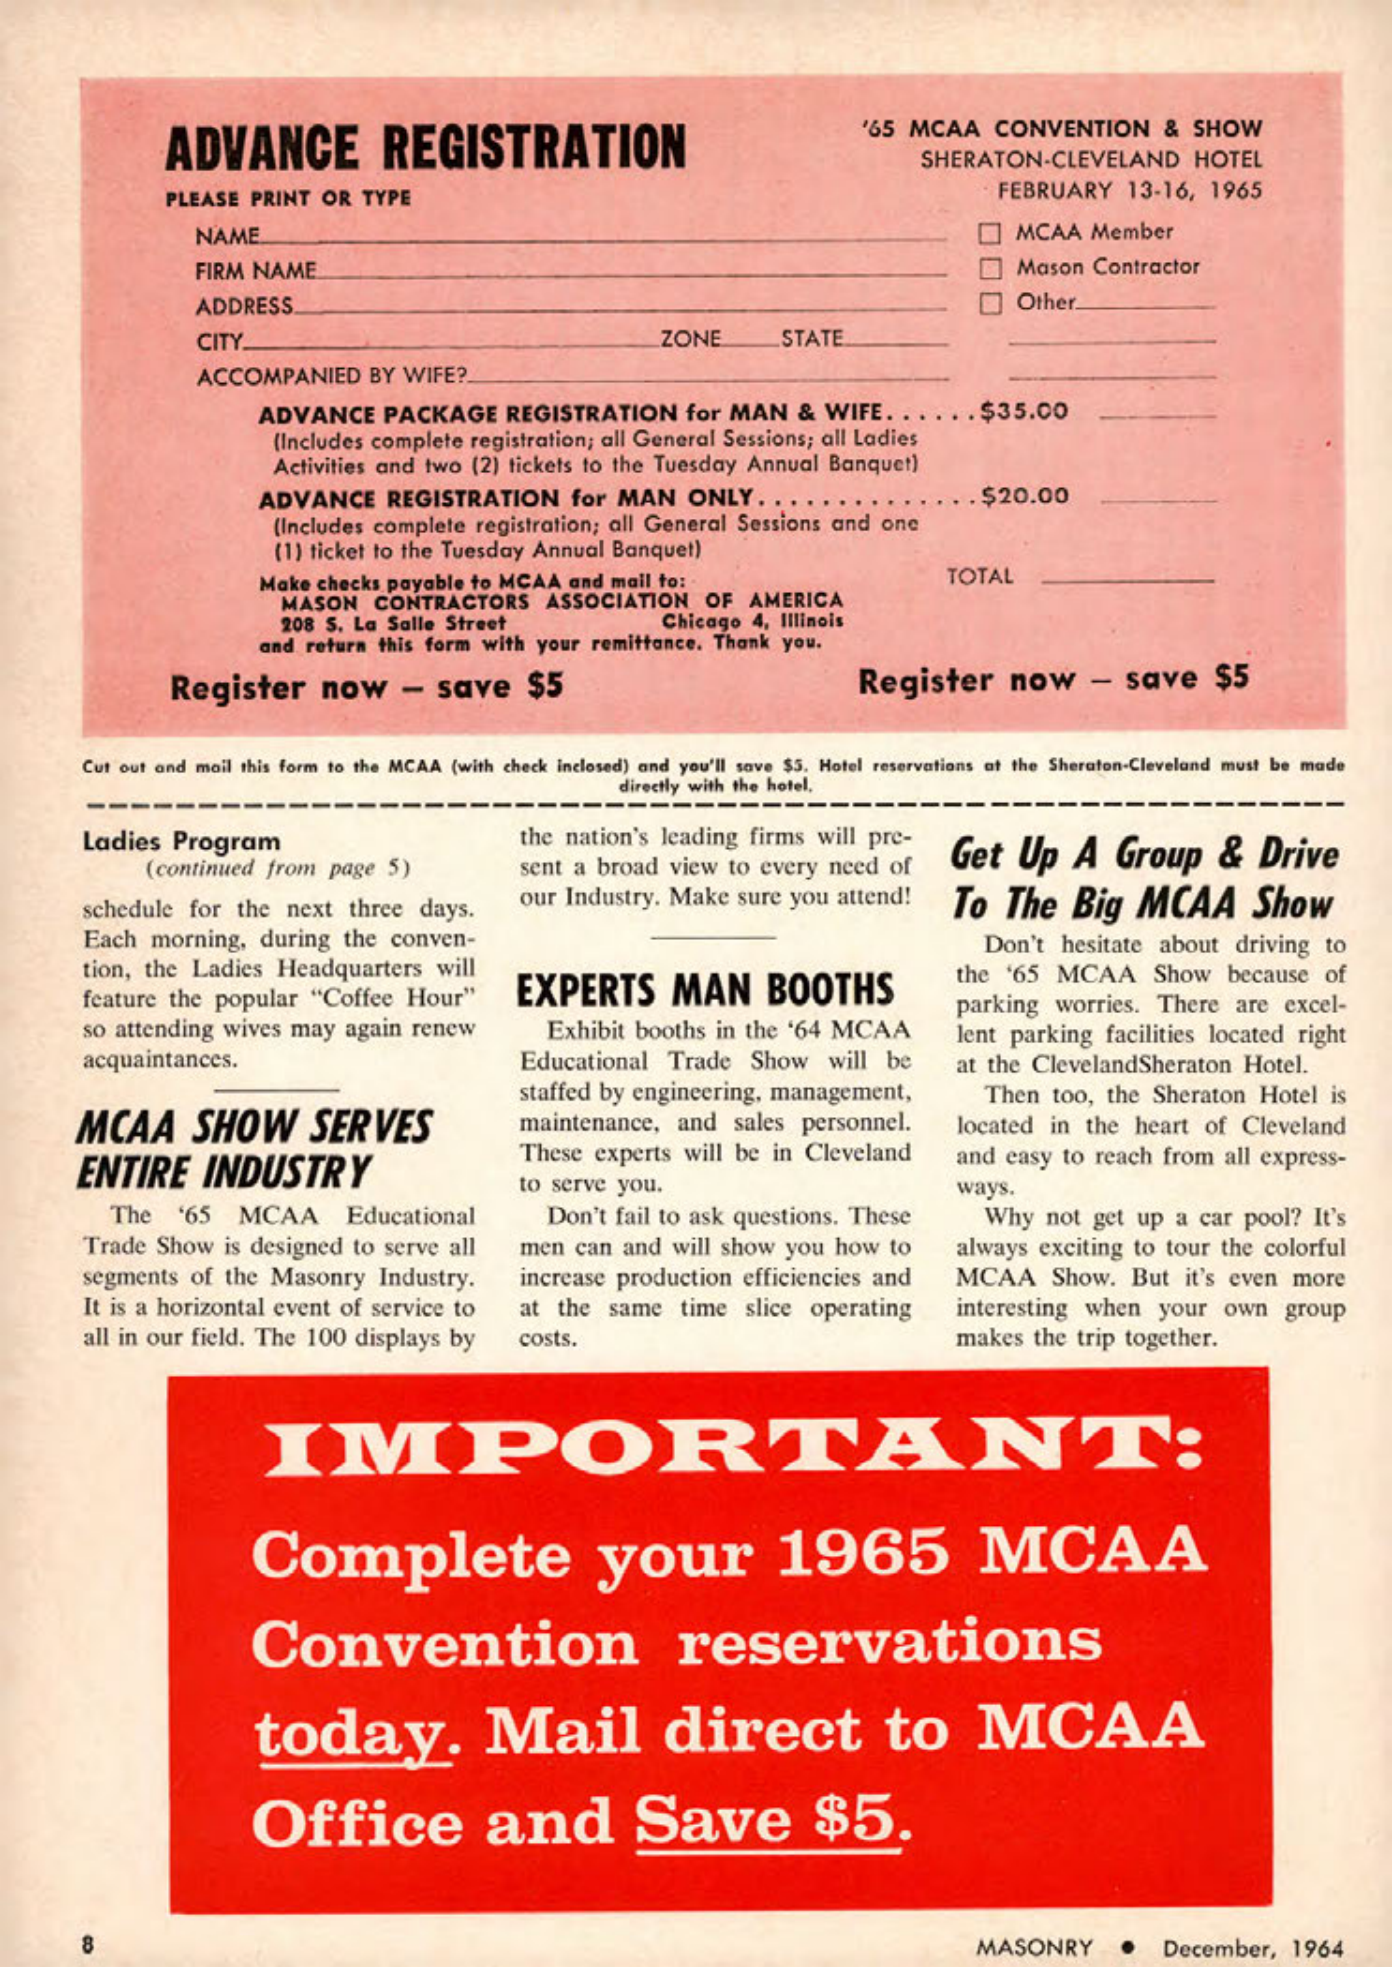 ADVANCE REGISTRATION
PLEASE PRINT OR TYPE
'65 MCAA CONVENTION & SHOW
SHERATON-CLEVELAND HOTEL
FEBRUARY 13-16, 1965
NAME
FIRM NAME
ADDRESS
CITY ZONE STATE
ACCOMPANIED BY WIFE?
MCAA Member
Mason Contractor
Other
ADVANCE PACKAGE REGISTRATION for MAN & WIFE......$35.00
(Includes complete registration; all General Sessions; all Ladies
Activities and two (2) tickets to the Tuesday Annual Banquet)
ADVANCE REGISTRATION for MAN ONLY..............$20.00
(Includes complete registration; all General Sessions and one
(1) ticket to the Tuesday Annual Banquet)
TOTAL
Make checks payable to MCAA and mail to:
MASON CONTRACTORS ASSOCIATION OF AMERICA
208 S. La Salle Street Chicago 4, Illinois
and return this form with your remittance. Thank you.
Register now – save $5 Register now – save $5
Cut out and mail this form to the MCAA (with check inclosed) and you'll save $5. Hotel reservations at the Sheraton-Cleveland must be made
directly with the hotel.
Ladies Program
(continued from page 5)
schedule for the next three days.
Each morning, during the conven-
tion, the Ladies Headquarters will
feature the popular "Coffee Hour"
so attending wives may again renew
acquaintances.
MCAA SHOW SERVES
ENTIRE INDUSTRY
The '65 MCAA Educational
Trade Show is designed to serve all
segments of the Masonry Industry.
It is a horizontal event of service to
all in our field. The 100 displays by
the nation's leading firms will pre-
sent a broad view to every need of
our Industry. Make sure you attend!
EXPERTS MAN BOOTHS
Exhibit booths in the '64 MCAA
Educational Trade Show will be
staffed by engineering, management,
maintenance, and sales personnel.
These experts will be in Cleveland
to serve you.
Don't fail to ask questions. These
men can and will show you how to
increase production efficiencies and
at the same time slice operating
costs.
Get Up A Group & Drive
To The Big MCAA Show
Don't hesitate about driving to
the '65 MCAA Show because of
parking worries. There are excel-
lent parking facilities located right
at the ClevelandSheraton Hotel.
Then too, the Sheraton Hotel is
located in the heart of Cleveland
and easy to reach from all express-
ways.
Why not get up a car pool? It's
always exciting to tour the colorful
MCAA Show. But it's even more
interesting when your own group
makes the trip together.
IMPORTANT:
Complete your 1965 MCAA
Convention reservations
today. Mail direct to MCAA
Office and Save $5.
8
MASONRY ● December, 1964